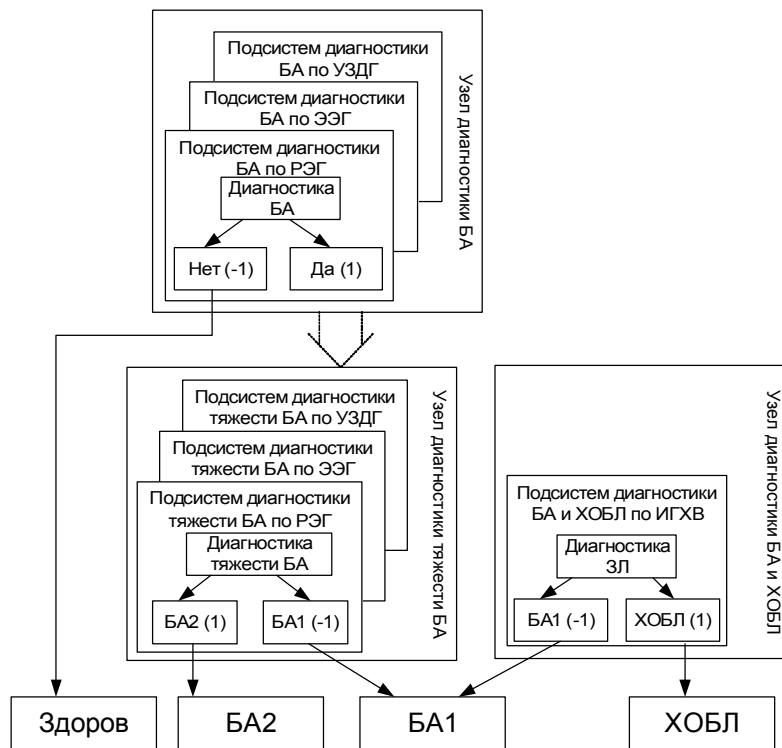 Подсистем диагностики
БА по УЗДГ
Подсистем диагностики
БА по ЭЭГ
Подсистем диагностики
БА по РЭГ
Диагностика
БА
Нет (-1)
Да (1)
Узел диагностики БА
Подсистем диагностики
тяжести БА по УЗДГ
Подсистем диагностики
тяжести БА по ЭЭГ
Подсистем диагностики
тяжести БА по РЭГ
Диагностика
тяжести БА
БА2 (1)
БА1 (-1)
Узел диагностики тяжести БА
Подсистем диагностики
БА и ХОБЛ по ИГХВ
Диагностика
ЗЛ
БА1 (-1)
ХОБЛ (1)
Узел диагностики БА и ХОБЛ
Здоров
БА2
БА1
ХОБЛ